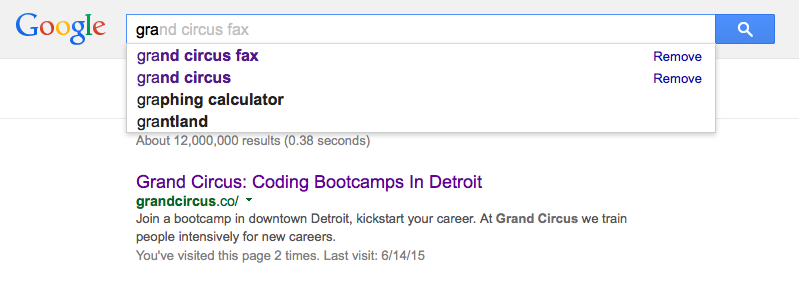 Google
grand circus fax
grand circus fax Remove
grand circus Remove
graphing calculator
grantland
About 12,000,000 results (0.38 seconds)
Grand Circus: Coding Bootcamps In Detroit
grandcircus.co/
Join a bootcamp in downtown Detroit, kickstart your career. At Grand Circus we train
people intensively for new careers.
You've visited this page 2 times. Last visit: 6/14/15